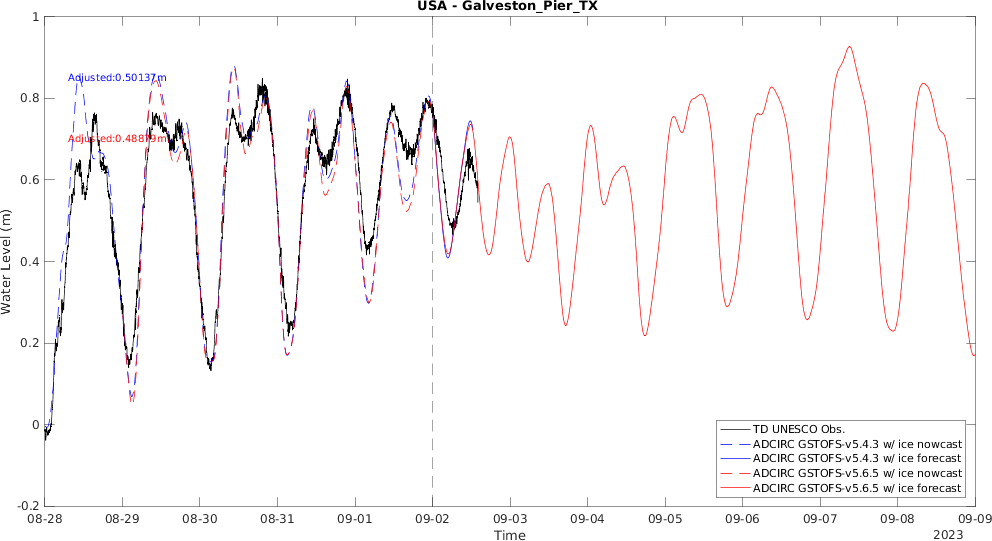 USA - Galveston_Pier_TX
1
0.8
0.6
0.4
0.2
0
-0.2
Water Level (m)
Adjusted:0.50137m
Adjusted:0.48879m
TD UNESCO Obs.
ADCIRC GSTOFS-v5.4.3 w/ ice nowcast
ADCIRC GSTOFS-v5.4.3 w/ ice forecast
ADCIRC GSTOFS-v5.6.5 w/ ice nowcast
ADCIRC GSTOFS-v5.6.5 w/ ice forecast
08-28 08-29 08-30 08-31 09-01 09-02 09-03 09-04 09-05 09-06 09-07 09-08 09-09
Time
2023